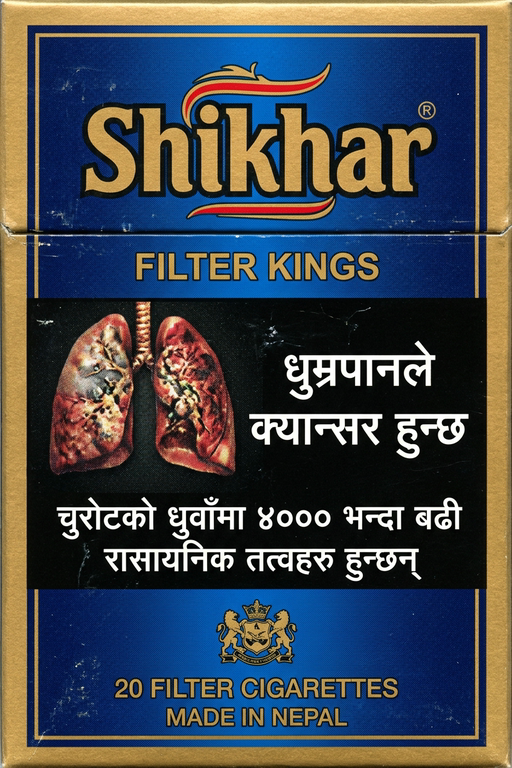 Shikhar®
FILTER KINGS
धुम्रपानले
क्यान्सर हुन्छ
चुरोटको धुवाँमा ४००० भन्दा बढी
रासायनिक तत्वहरु हुन्छन्
20 FILTER CIGARETTES
MADE IN NEPAL